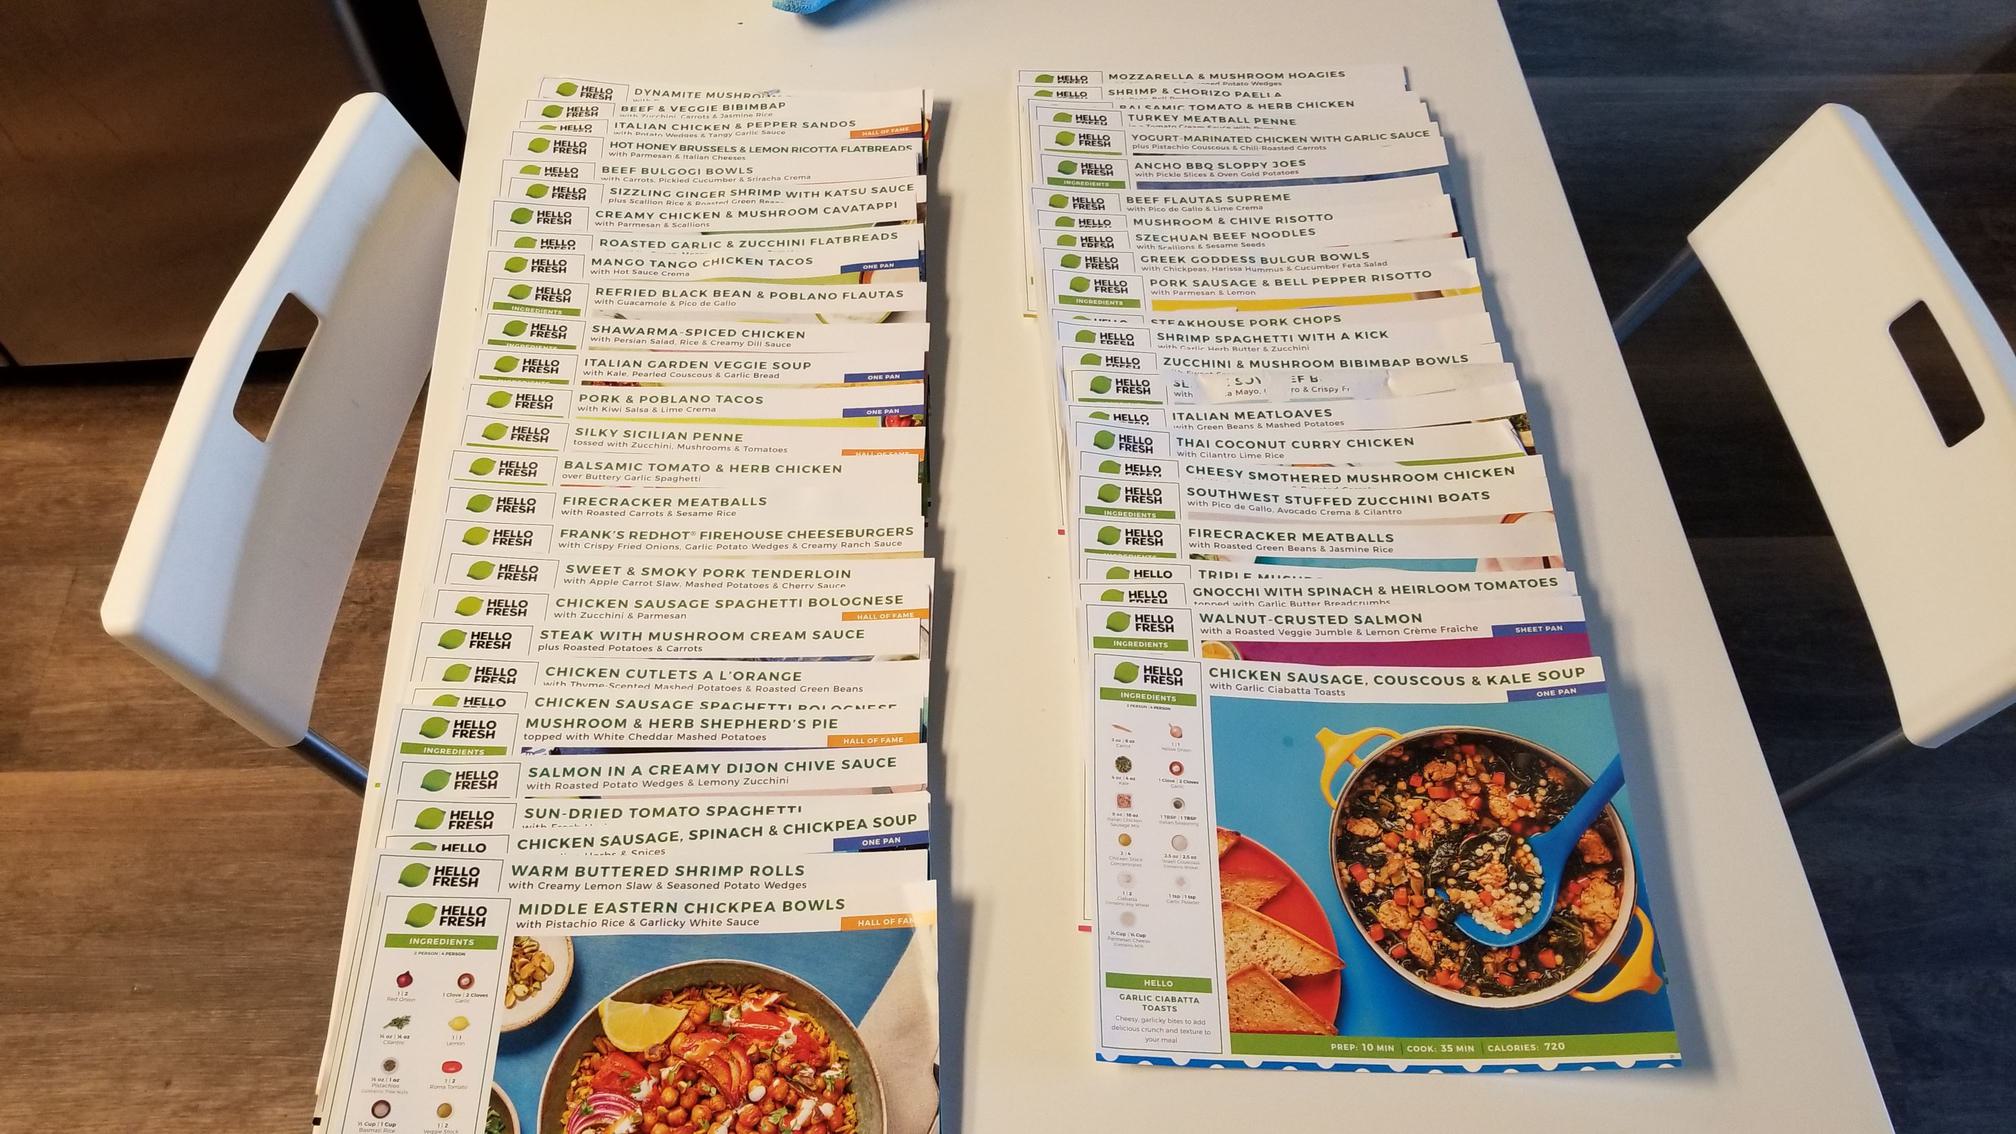 HELLO FRESH
DYNAMITE
HELLO FRESH
BEEF & VEGGIE BIBIMBAP
with Zucchini, Carrots & Jasmine Rice
ITALIAN CHICKEN & PEPPER SANDOS
with Potato Wedges & Tangy Garlic Sauce
HALL OF FAME
HELLO FRESH
HOT HONEY BRUSSELS & LEMON RICOTTA FLATBREADS
with Parmesan & Italian Cheeses
HELLO
BEEF BULGOGI BOWLS
with Carrots, Pickled Cucumber & Sriracha Crema
HELLO FRESH
SIZZLING GINGER SHRIMP WITH KATSU SAUCE
plus Scallion Rice & Roasted Green
HELLO FRESH
CREAMY CHICKEN & MUSHROOM CAVATAPPI
with Parmesan & Scallions
HELLO
ROASTED GARLIC & ZUCCHINI FLATBREADS
HELLO FRESH
MANGO TANGO CHICKEN TACOS
with Hot Sauce Crema
ONE PAN
HELLO FRESH
INGREDIENTS
REFRIED BLACK BEAN & POBLANO FLAUTAS
with Guacamole & Pico de Gallo
HELLO FRESH
SHAWARMA-SPICED CHICKEN
with Persian Salad, Rice & Creamy Dill Sauce
HELLO FRESH
ITALIAN GARDEN VEGGIE SOUP
with Kale, Pearled Couscous & Garlic Bread
ONE PAN
HELLO FRESH
PORK & POBLANO TACOS
with Kiwi Salsa & Lime Crema
ONE PAN
HELLO FRESH
SILKY SICILIAN PENNE
tossed with Zucchini, Mushrooms & Tomatoes
HALL OF FAME
HELLO FRESH
BALSAMIC TOMATO & HERB CHICKEN
over Buttery Garlic Spaghetti
HELLO FRESH
FIRECRACKER MEATBALLS
with Roasted Carrots & Sesame Rice
HELLO FRESH
FRANK'S REDHOT® FIREHOUSE CHEESEBURGERS
with Crispy Fried Onions, Garlic Potato Wedges & Creamy Ranch Sauce
HELLO FRESH
SWEET & SMOKY PORK TENDERLOIN
with Apple Carrot Slaw, Mashed Potatoes & Cherry Sauce
HELLO FRESH
CHICKEN SAUSAGE SPAGHETTI BOLOGNESE
with Zucchini & Parmesan
HALL OF FAME
HELLO FRESH
STEAK WITH MUSHROOM CREAM SAUCE
plus Roasted Potatoes & Carrots
HELLO FRESH
CHICKEN CUTLETS A L'ORANGE
with Thyme-Scented Mashed Potatoes & Roasted Green Beans
HELLO
CHICKEN SAUSAGE SPAGHETTI BOLOGNESE
HELLO FRESH
INGREDIENTS
MUSHROOM & HERB SHEPHERD'S PIE
topped with White Cheddar Mashed Potatoes
HALL OF FAME
HELLO FRESH
SALMON IN A CREAMY DIJON CHIVE SAUCE
with Roasted Potato Wedges & Lemony Zucchini
HELLO FRESH
SUN-DRIED TOMATO SPAGHETTI
HELLO
CHICKEN SAUSAGE, SPINACH & CHICKPEA SOUP
Herbs & Spices
ONE PAN
HELLO FRESH
WARM BUTTERED SHRIMP ROLLS
with Creamy Lemon Slaw & Seasoned Potato Wedges
HELLO FRESH
MIDDLE EASTERN CHICKPEA BOWLS
with Pistachio Rice & Garlicky White Sauce
HALL OF
INGREDIENTS
2 PERSON | 4 PERSON
1 | 2
Red Onion
1 Clove | 2 Cloves
Garlic
Cilantro
1 | 1
Lemon
½ oz | 1 oz
Pistachios
1 | 2
Roma Tomato
½ Cup | 1 Cup
Basmati Rice
1 | 2
Veggie Stock
HELLO FRESH
MOZZARELLA & MUSHROOM HOAGIES
Potato Wedges
HELLO
SHRIMP & CHORIZO PAELLA
BALSAMIC TOMATO & HERB CHICKEN
HELLO
TURKEY MEATBALL PENNE
HELLO FRESH
YOGURT-MARINATED CHICKEN WITH GARLIC SAUCE
plus Pistachio Couscous & Chili-Roasted Carrots
HELLO FRESH
INGREDIENTS
ANCHO BBQ SLOPPY JOES
with Pickle Slices & Oven Gold Potatoes
HELLO FRESH
BEEF FLAUTAS SUPREME
with Pico de Gallo & Lime Crema
HELLO
MUSHROOM & CHIVE RISOTTO
HELLO
SZECHUAN BEEF NOODLES
with Scallions & Sesame Seeds
HELLO FRESH
GREEK GODDESS BULGUR BOWLS
with Chickpeas, Harissa Hummus & Cucumber Feta Salad
HELLO FRESH
INGREDIENTS
PORK SAUSAGE & BELL PEPPER RISOTTO
with Parmesan & Lemon
STEAKHOUSE PORK CHOPS
HELLO FRESH
SHRIMP SPAGHETTI WITH A KICK
with Garlic Herb Butter & Zucchini
HELLO FRESH
ZUCCHINI & MUSHROOM BIBIMBAP BOWLS
HELLO FRESH
with
Mayo,
& Crispy
HELLO
ITALIAN MEATLOAVES
with Green Beans & Mashed Potatoes
HELLO FRESH
THAI COCONUT CURRY CHICKEN
with Cilantro Lime Rice
HELLO
CHEESY SMOTHERED MUSHROOM CHICKEN
HELLO FRESH
INGREDIENTS
SOUTHWEST STUFFED ZUCCHINI BOATS
with Pico de Gallo, Avocado Crema & Cilantro
HELLO FRESH
FIRECRACKER MEATBALLS
with Roasted Green Beans & Jasmine Rice
HELLO
TRIPLE
HELLO
GNOCCHI WITH SPINACH & HEIRLOOM TOMATOES
topped with Garlic Butter Breadcrumbs
HELLO FRESH
INGREDIENTS
WALNUT-CRUSTED SALMON
with a Roasted Veggie Jumble & Lemon Crème Fraîche
SHEET PAN
HELLO FRESH
CHICKEN SAUSAGE, COUSCOUS & KALE SOUP
with Garlic Ciabatta Toasts
ONE PAN
INGREDIENTS
2 PERSON | 4 PERSON
Carrot
1 | 1
Yellow Onion
4 oz | 4 oz
Kale
1 Clove | 2 Cloves
Garlic
Italian Chicken
Sausage Mix
1 TBSP | 1 TBSP
Italian Seasoning
2 | 4
Chicken Stock
Concentrates
2.5 oz | 2.5 oz
1 | 2
Ciabatta
1 tsp | 1 tsp
Garlic Powder
¼ Cup | ¼ Cup
Parmesan Cheese
HELLO
GARLIC CIABATTA
TOASTS
Cheesy, garlicky bites to add
delicious crunch and texture to
your meal
PREP: 10 MIN | COOK: 35 MIN | CALORIES: 720